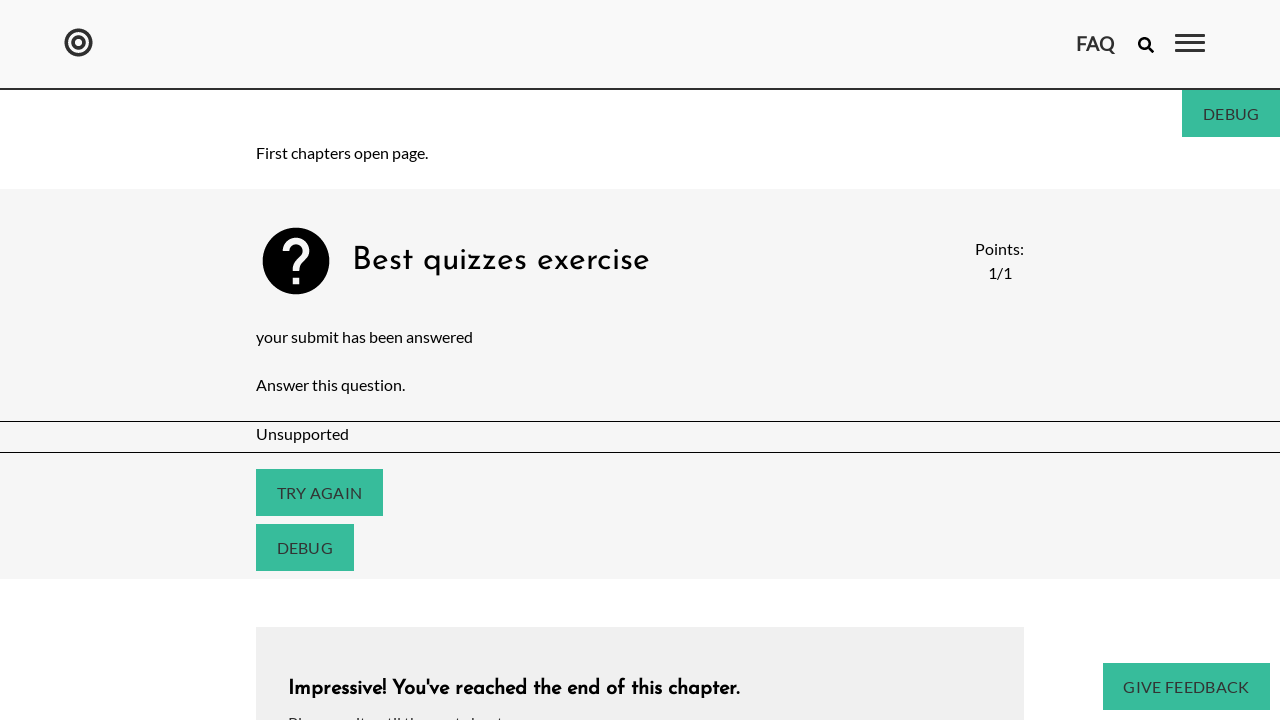 FAQ
DEBUG
First chapters open page.
Best quizzes exercise
Points:
1/1
your submit has been answered
Answer this question.
Unsupported
TRY AGAIN
DEBUG
Impressive! You've reached the end of this chapter.
GIVE FEEDBACK